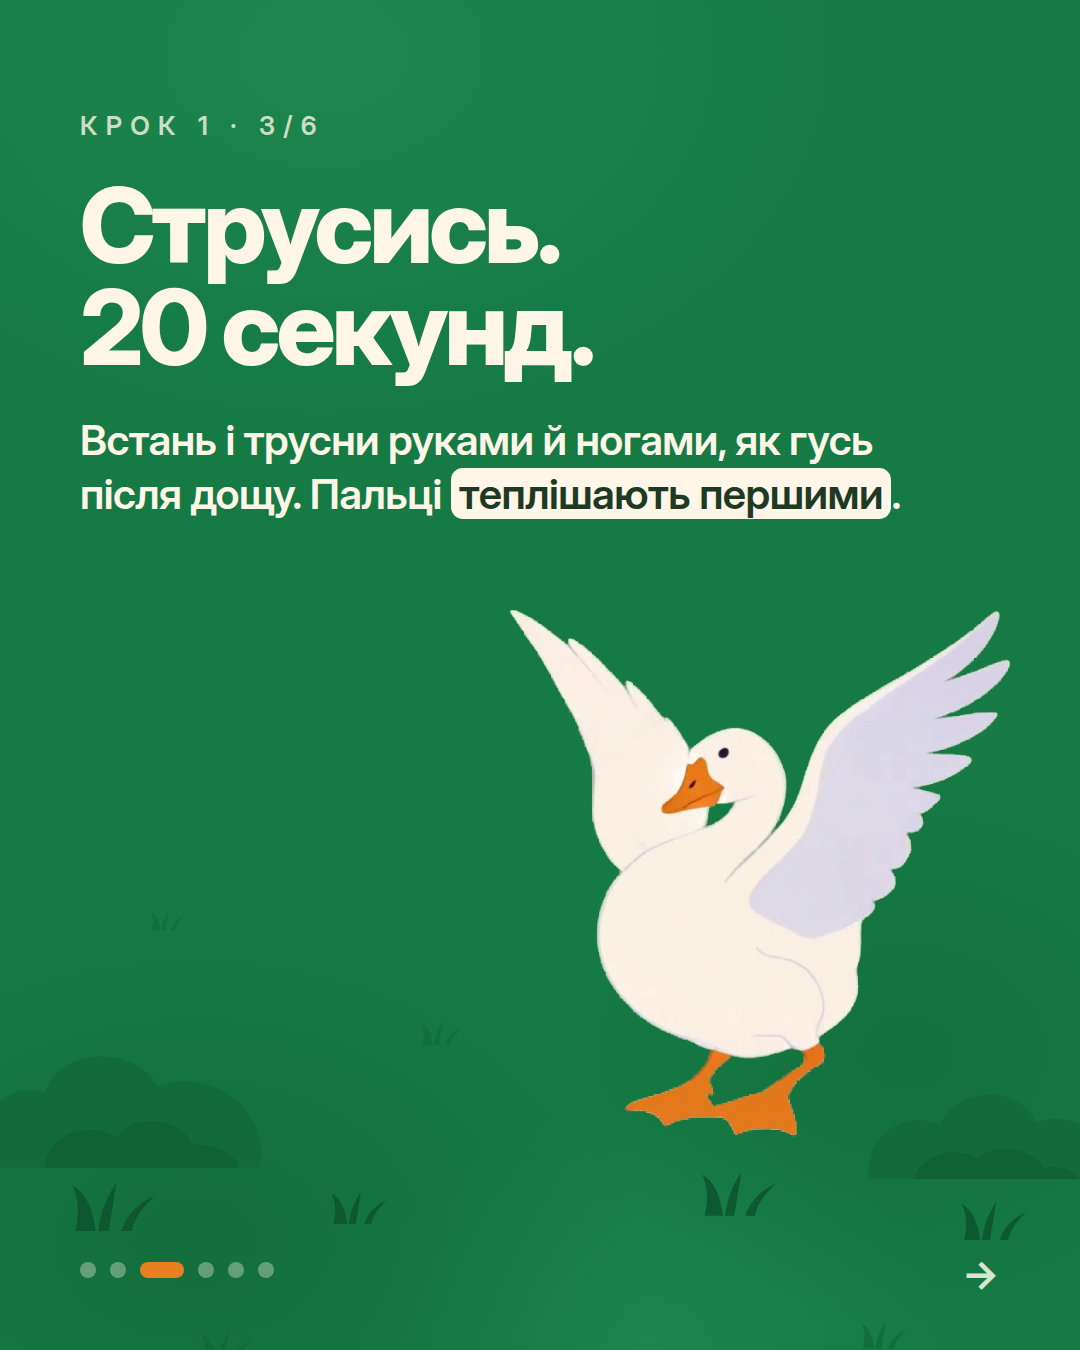 КРОК 1 · 3/6
Струсись.
20 секунд.
Встань і трусни руками й ногами, як гусь
після дощу. Пальці теплішають першими.